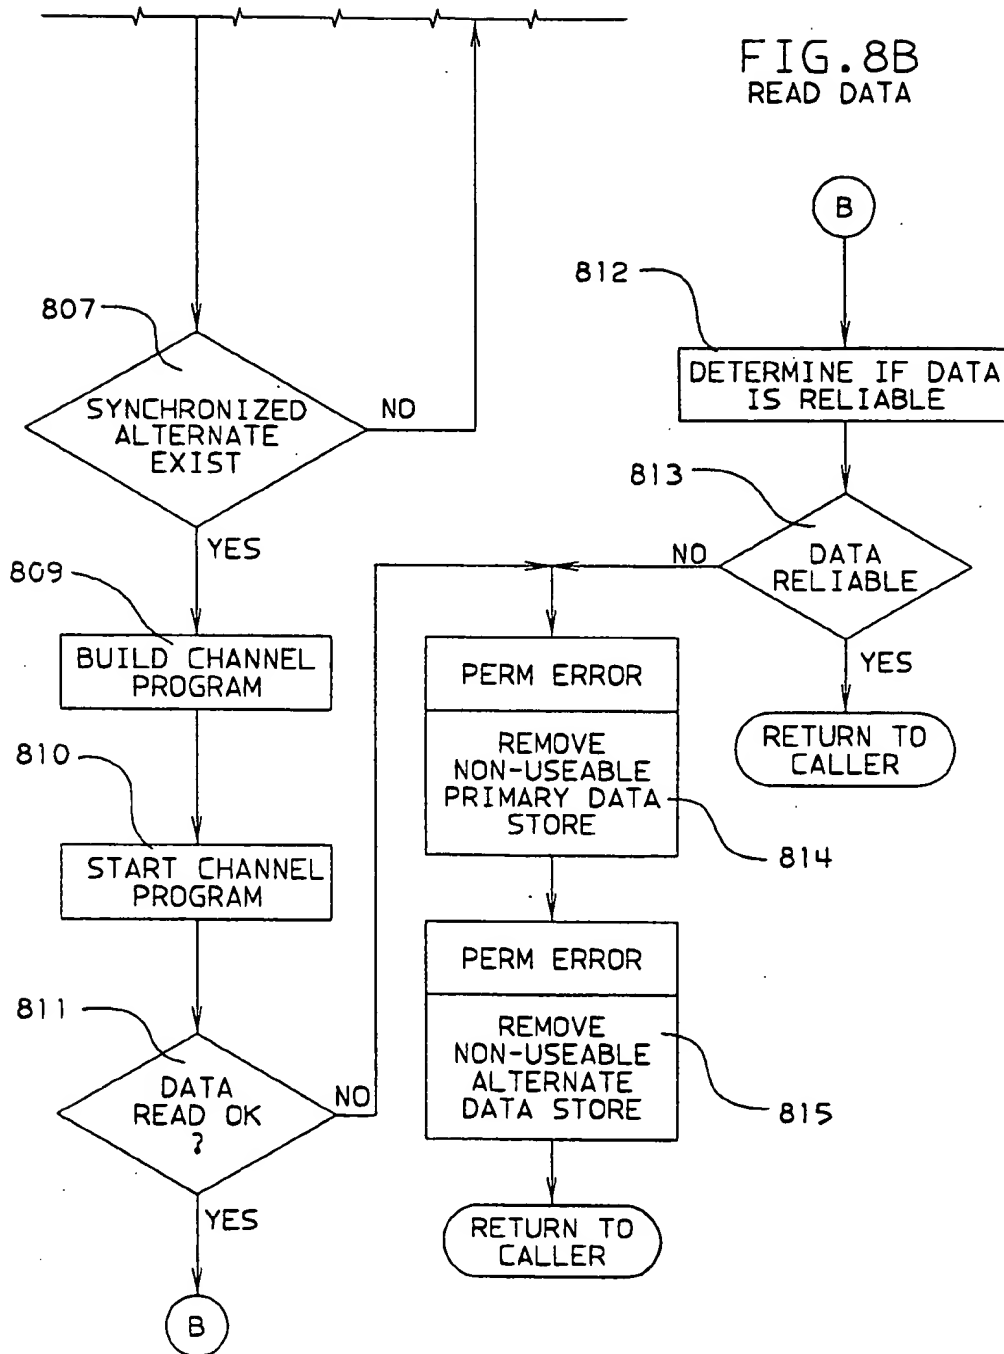 FIG.8B
READ DATA
807
SYNCHRONIZED
ALTERNATE
EXIST
NO
YES
809
BUILD CHANNEL
PROGRAM
810
START CHANNEL
PROGRAM
811
DATA
READ OK
?
NO
YES
B
B
812
DETERMINE IF DATA
IS RELIABLE
813
DATA
RELIABLE
NO
YES
RETURN TO
CALLER
PERM ERROR
REMOVE
NON-USEABLE
PRIMARY DATA
STORE
814
PERM ERROR
REMOVE
NON-USEABLE
ALTERNATE
DATA STORE
815
RETURN TO
CALLER